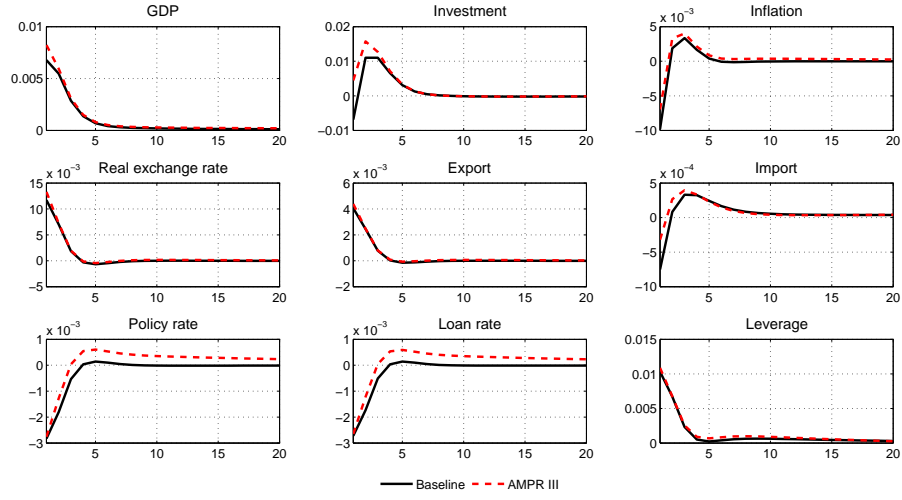 GDP
0.01
0.005
0
5 10 15 20
Investment
0.02
0.01
0
−0.01
5 10 15 20
Inflation
x 10⁻³
5
0
−5
−10
5 10 15 20
Real exchange rate
x 10⁻³
15
10
5
0
−5
5 10 15 20
Export
x 10⁻³
6
4
2
0
−2
5 10 15 20
Import
x 10⁻⁴
5
0
−5
−10
5 10 15 20
Policy rate
x 10⁻³
1
0
−1
−2
−3
5 10 15 20
Loan rate
x 10⁻³
1
0
−1
−2
−3
5 10 15 20
Leverage
0.015
0.01
0.005
0
5 10 15 20
Baseline AMPR III